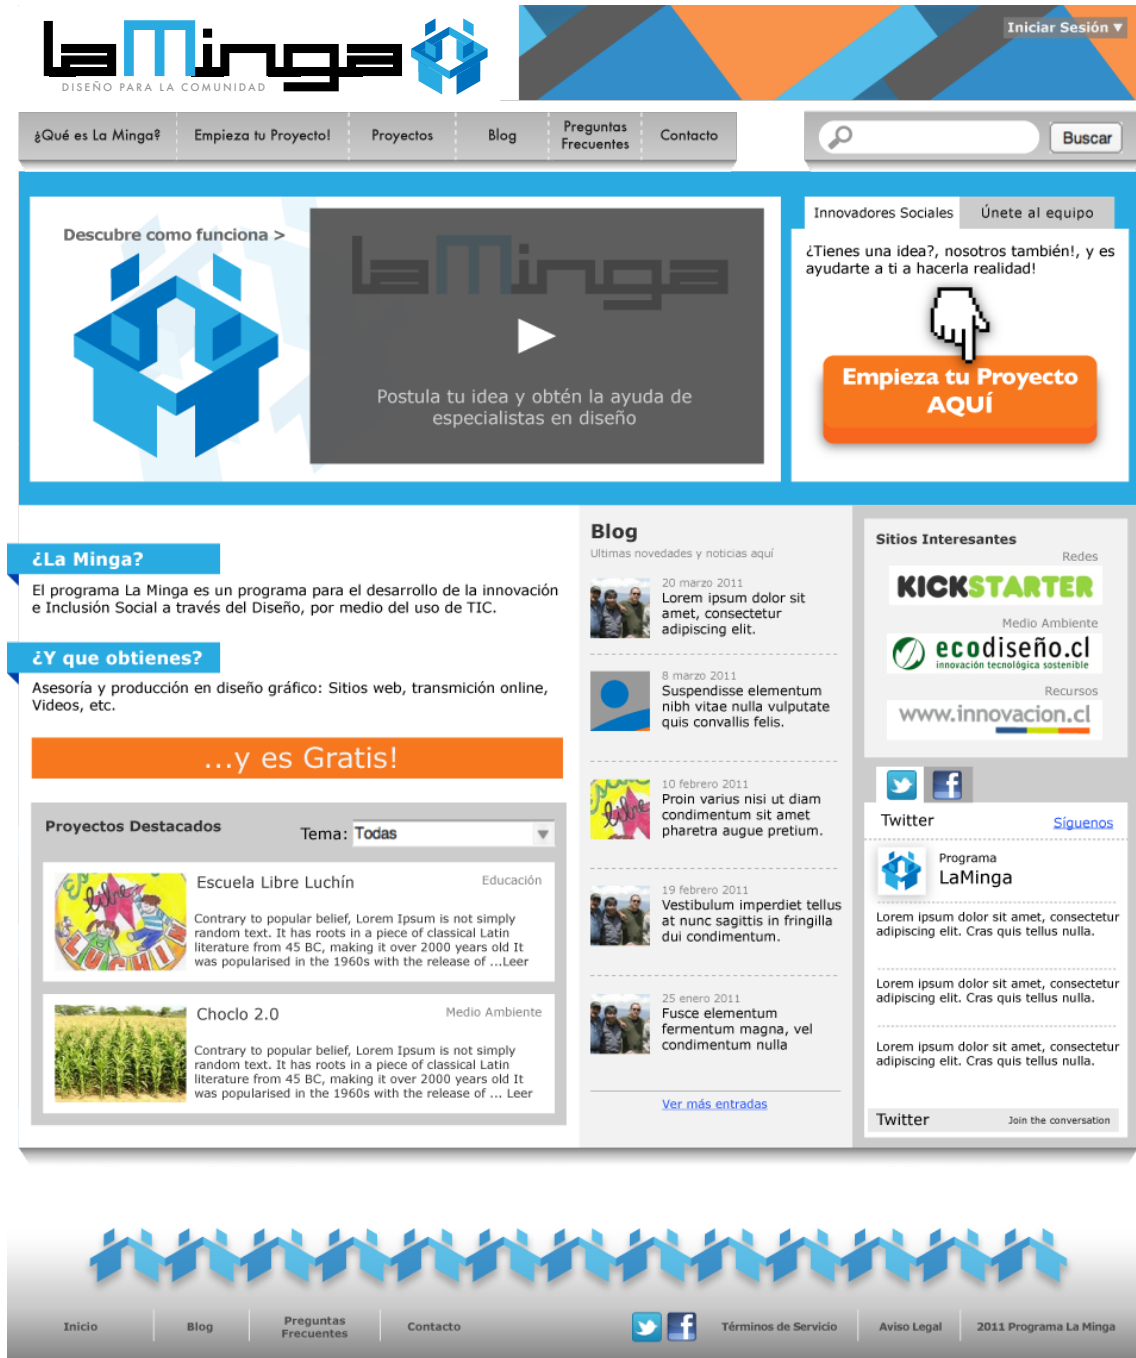 laMinga
DISEÑO PARA LA COMUNIDAD
Iniciar Sesión ▼
¿Qué es La Minga?
Empieza tu Proyecto!
Proyectos
Blog
Preguntas
Frecuentes
Contacto
Buscar
Descubre como funciona >
laMinga
Postula tu idea y obtén la ayuda de
especialistas en diseño
Innovadores Sociales
Únete al equipo
¿Tienes una idea?, nosotros también!, y es
ayudarte a ti a hacerla realidad!
Empieza tu Proyecto
AQUÍ
¿La Minga?
El programa La Minga es un programa para el desarrollo de la innovación
e Inclusión Social a través del Diseño, por medio del uso de TIC.
¿Y que obtienes?
Asesoría y producción en diseño gráfico: Sitios web, transmición online,
Videos, etc.
...y es Gratis!
Proyectos Destacados
Tema: Todas
Escuela Libre Luchín
Educación
Contrary to popular belief, Lorem Ipsum is not simply
random text. It has roots in a piece of classical Latin
literature from 45 BC, making it over 2000 years old It
was popularised in the 1960s with the release of ...Leer
libre
LUCHIN
Choclo 2.0
Medio Ambiente
Contrary to popular belief, Lorem Ipsum is not simply
random text. It has roots in a piece of classical Latin
literature from 45 BC, making it over 2000 years old It
was popularised in the 1960s with the release of ... Leer
Blog
Ultimas novedades y noticias aquí
20 marzo 2011
Lorem ipsum dolor sit
amet, consectetur
adipiscing elit.
8 marzo 2011
Suspendisse elementum
nibh vitae nulla vulputate
quis convallis felis.
10 febrero 2011
Proin varius nisi ut diam
condimentum sit amet
pharetra augue pretium.
libre
19 febrero 2011
Vestibulum imperdiet tellus
at nunc sagittis in fringilla
dui condimentum.
25 enero 2011
Fusce elementum
fermentum magna, vel
condimentum nulla
Ver más entradas
Sitios Interesantes
Redes
KICKSTARTER
Medio Ambiente
ecodiseño.cl
innovación tecnológica sostenible
Recursos
www.innovacion.cl
Twitter
Síguenos
Programa
LaMinga
Lorem ipsum dolor sit amet, consectetur
adipiscing elit. Cras quis tellus nulla.
Lorem ipsum dolor sit amet, consectetur
adipiscing elit. Cras quis tellus nulla.
Lorem ipsum dolor sit amet, consectetur
adipiscing elit. Cras quis tellus nulla.
Twitter
Join the conversation
Inicio
Blog
Preguntas
Frecuentes
Contacto
Términos de Servicio
Aviso Legal
2011 Programa La Minga